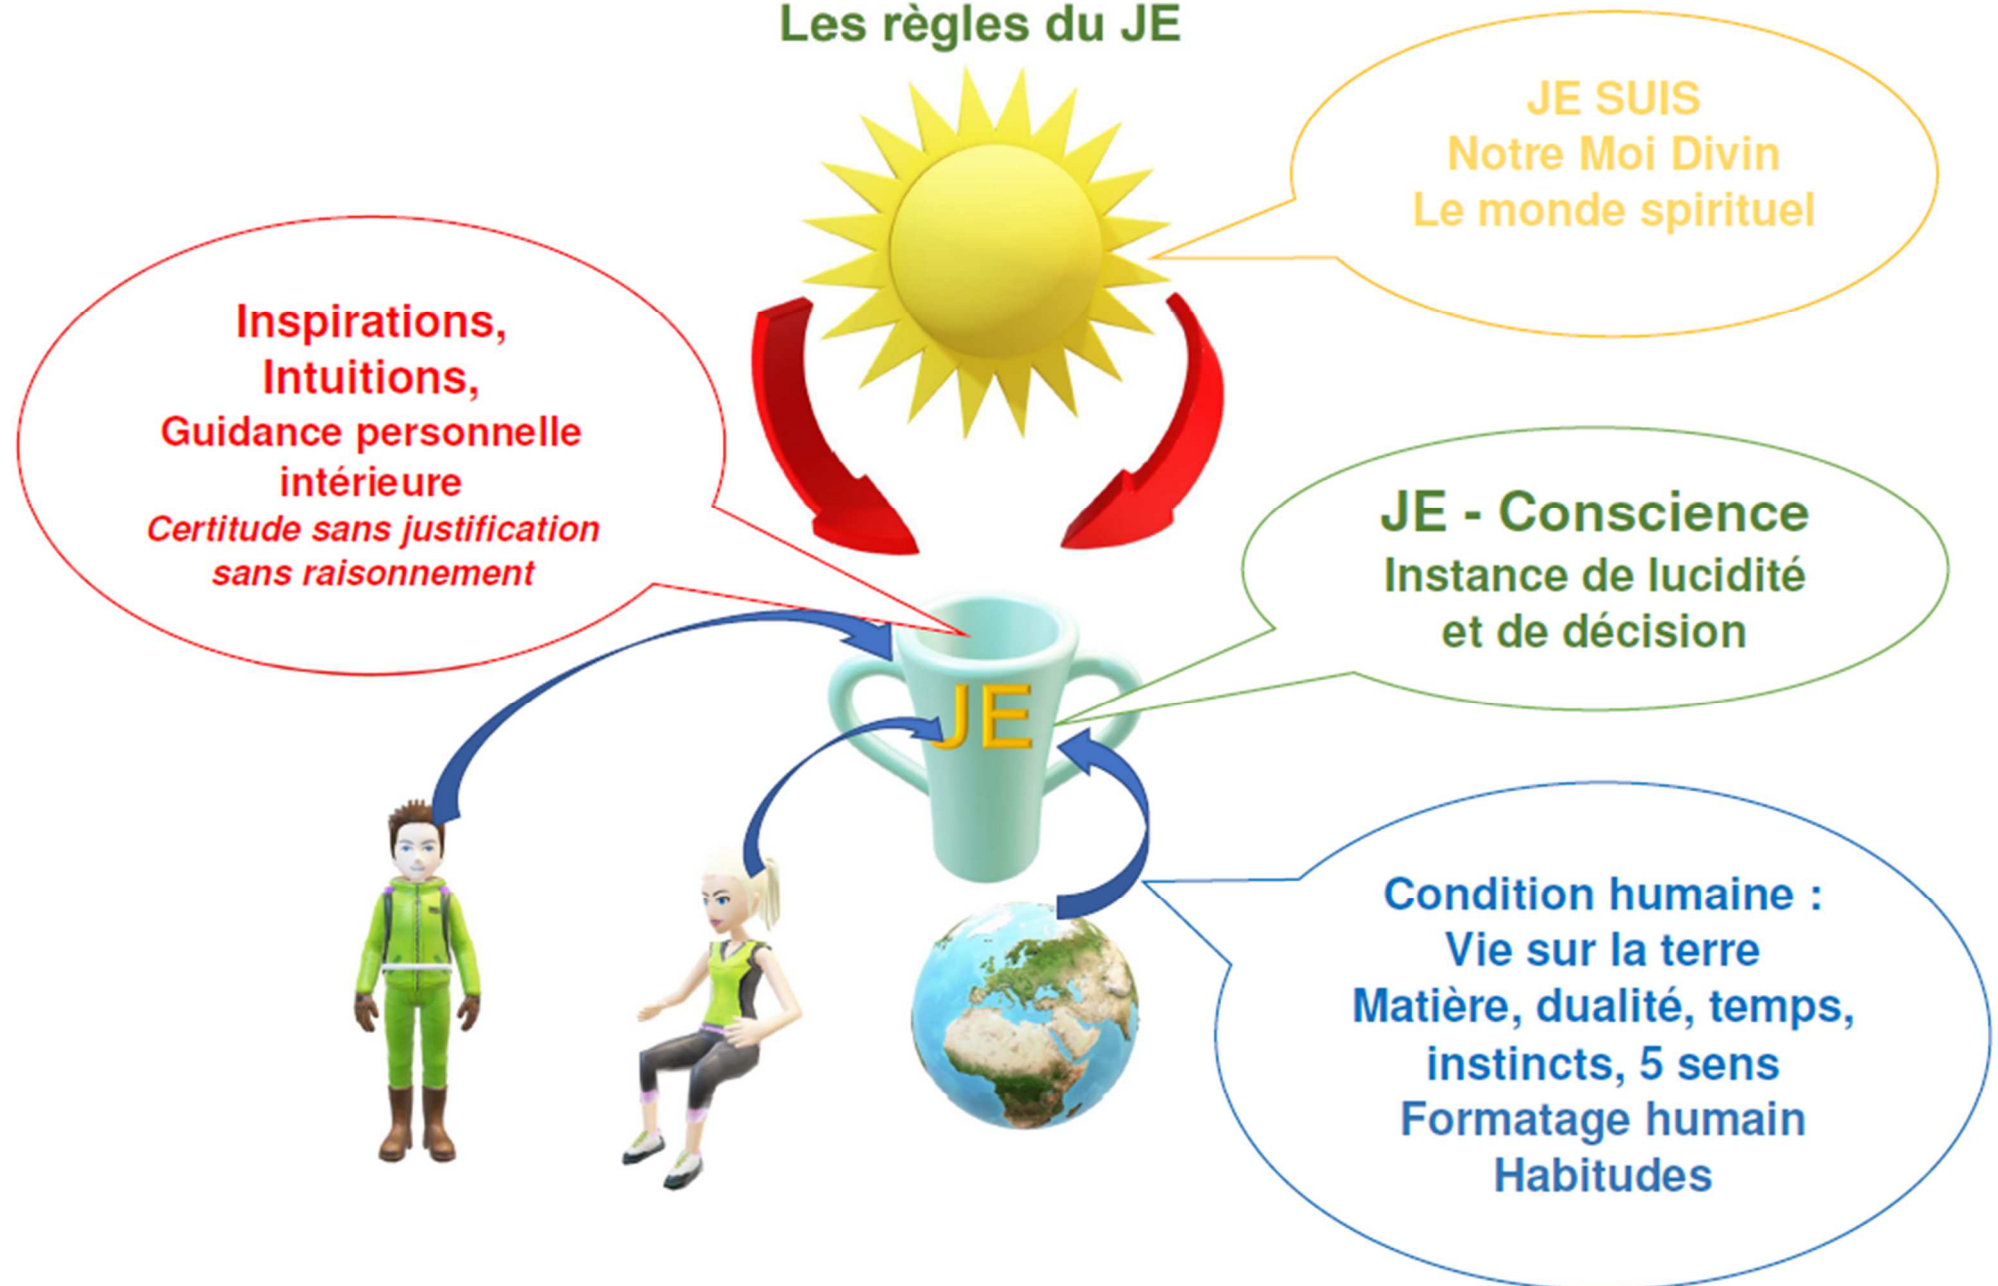 Les règles du JE
JE SUIS
Notre Moi Divin
Le monde spirituel
Inspirations,
Intuitions,
Guidance personnelle
intérieure
Certitude sans justification
sans raisonnement
JE - Conscience
Instance de lucidité
et de décision
JE
Condition humaine :
Vie sur la terre
Matière, dualité, temps,
instincts, 5 sens
Formatage humain
Habitudes